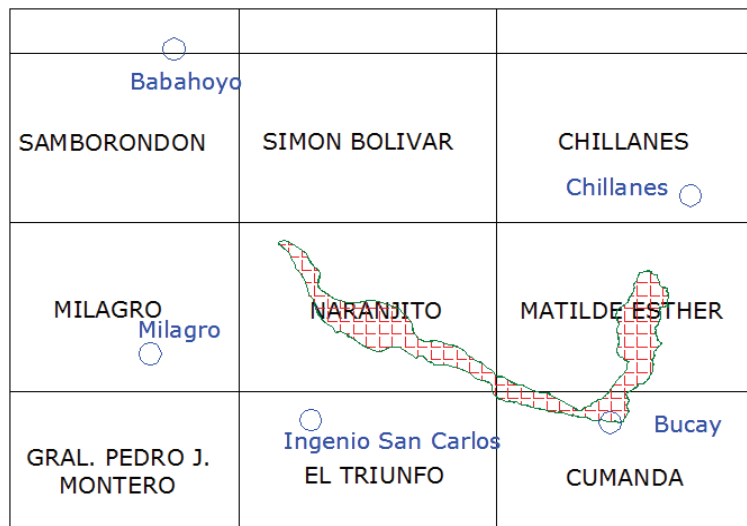 Babahoyo
SAMBORONDON
SIMON BOLIVAR
CHILLANES
Chillanes
MILAGRO
Milagro
NARANJITO
MATILDE ESTHER
Ingenio San Carlos
Bucay
GRAL. PEDRO J.
MONTERO
EL TRIUNFO
CUMANDA